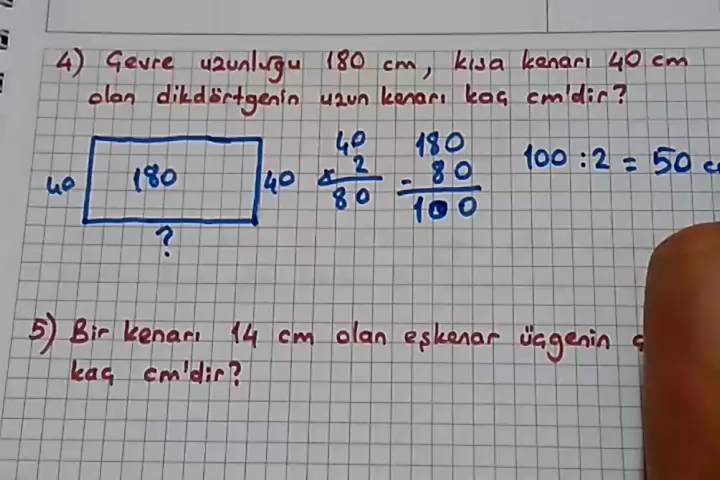 4) Çevre uzunluğu 180 cm, kısa kenarı 40 cm
olan dikdörtgenin uzun kenarı kaç cm'dir?
40 180 40
?
40
x 2
80
180
- 80
100
100 : 2 = 50
5) Bir kenarı 14 cm olan eşkenar üçgenin
kaç cm'dir?